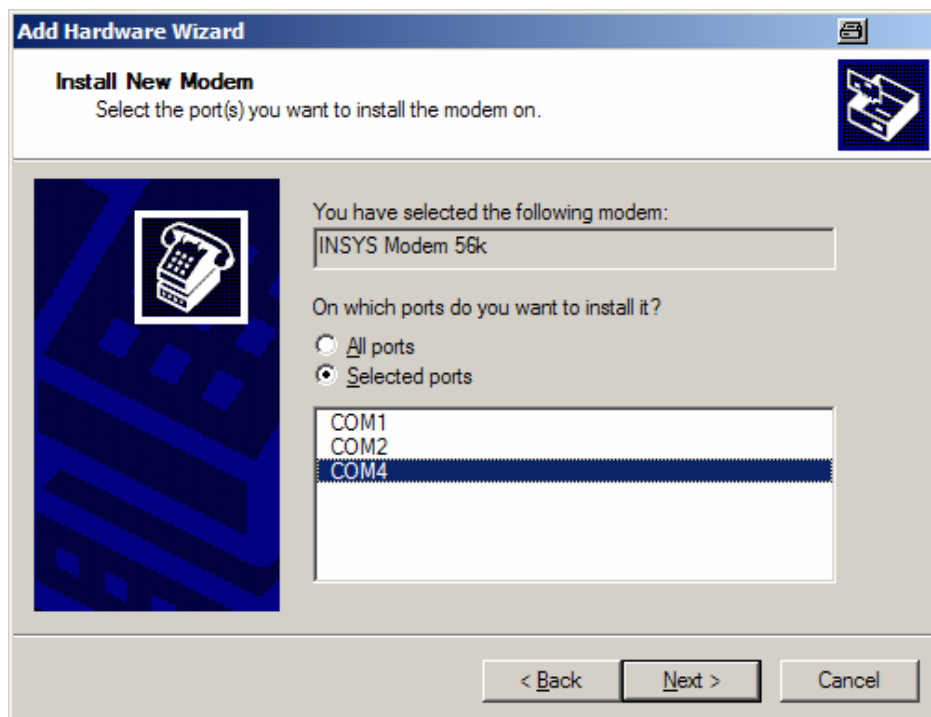 Add Hardware Wizard
Install New Modem
Select the port(s) you want to install the modem on.
You have selected the following modem:
INSYS Modem 56k
On which ports do you want to install it?
All ports
Selected ports
COM1
COM2
COM4
< Back Next > Cancel